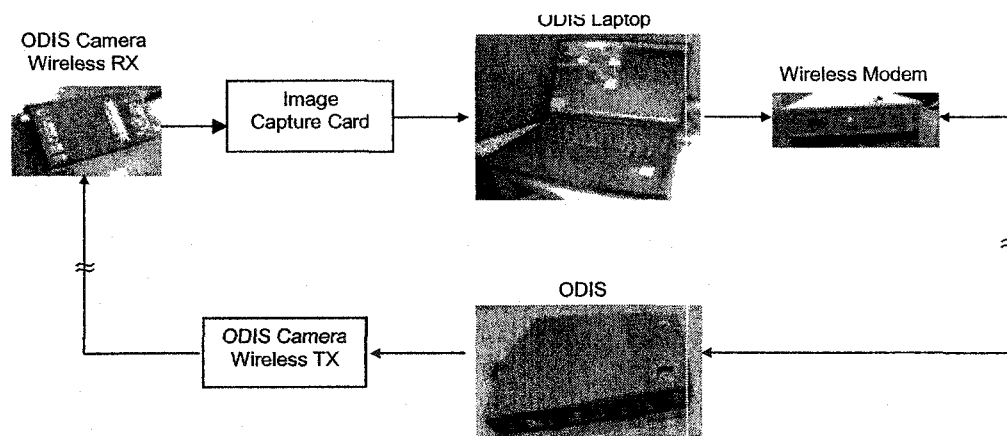 ODIS Laptop
ODIS Camera
Wireless RX
Image
Capture Card
Wireless Modem
ODIS
ODIS Camera
Wireless TX